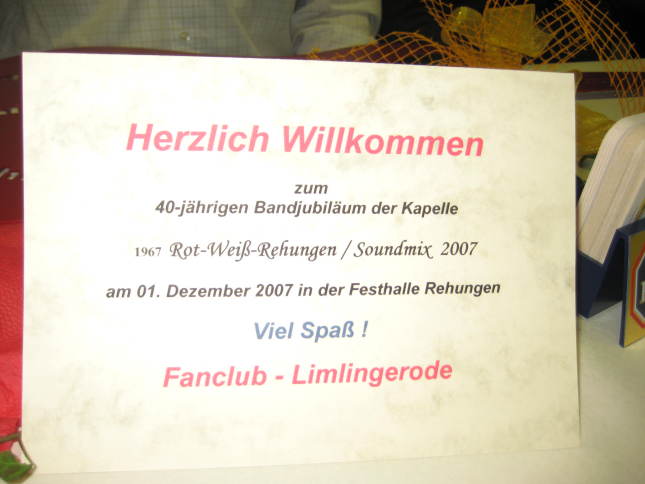 Herzlich Willkommen
zum
40-jährigen Bandjubiläum der Kapelle
1967 Rot-Weiß-Rehungen / Soundmix 2007
am 01. Dezember 2007 in der Festhalle Rehungen
Viel Spaß !
Fanclub - Limlingerode